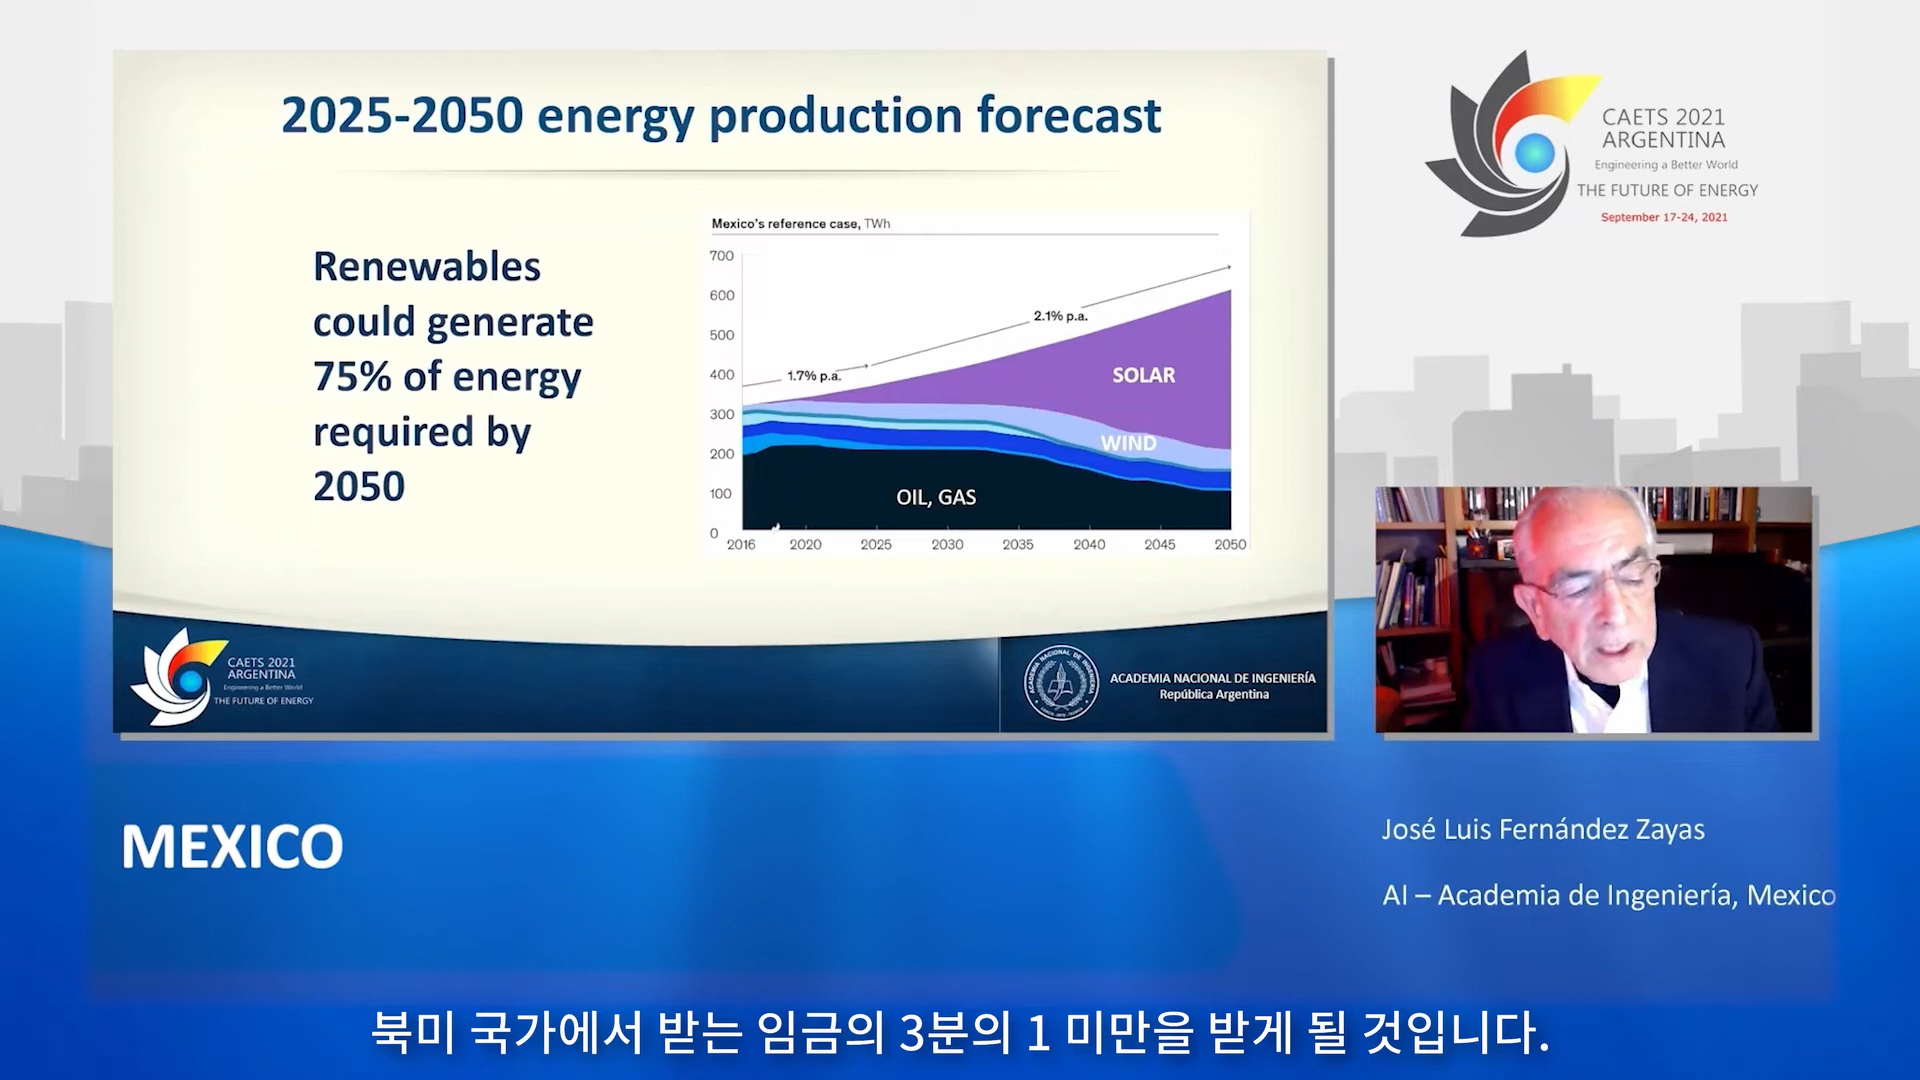 2025-2050 energy production forecast
Renewables
could generate
75% of energy
required by
2050
Mexico's reference case, TWh
700
600
500
400
300
200
100
0
2.1% p.a.
1.7% p.a.
SOLAR
WIND
OIL, GAS
2016 2020 2025 2030 2035 2040 2045 2050
CAETS 2021
ARGENTINA
Engineering a Better World
THE FUTURE OF ENERGY
ACADEMIA NACIONAL DE INGENIERÍA
República Argentina
CAETS 2021
ARGENTINA
Engineering a Better World
THE FUTURE OF ENERGY
September 17-24, 2021
MEXICO
José Luis Fernández Zayas
AI – Academia de Ingeniería, Mexico
북미 국가에서 받는 임금의 3분의 1 미만을 받게 될 것입니다.